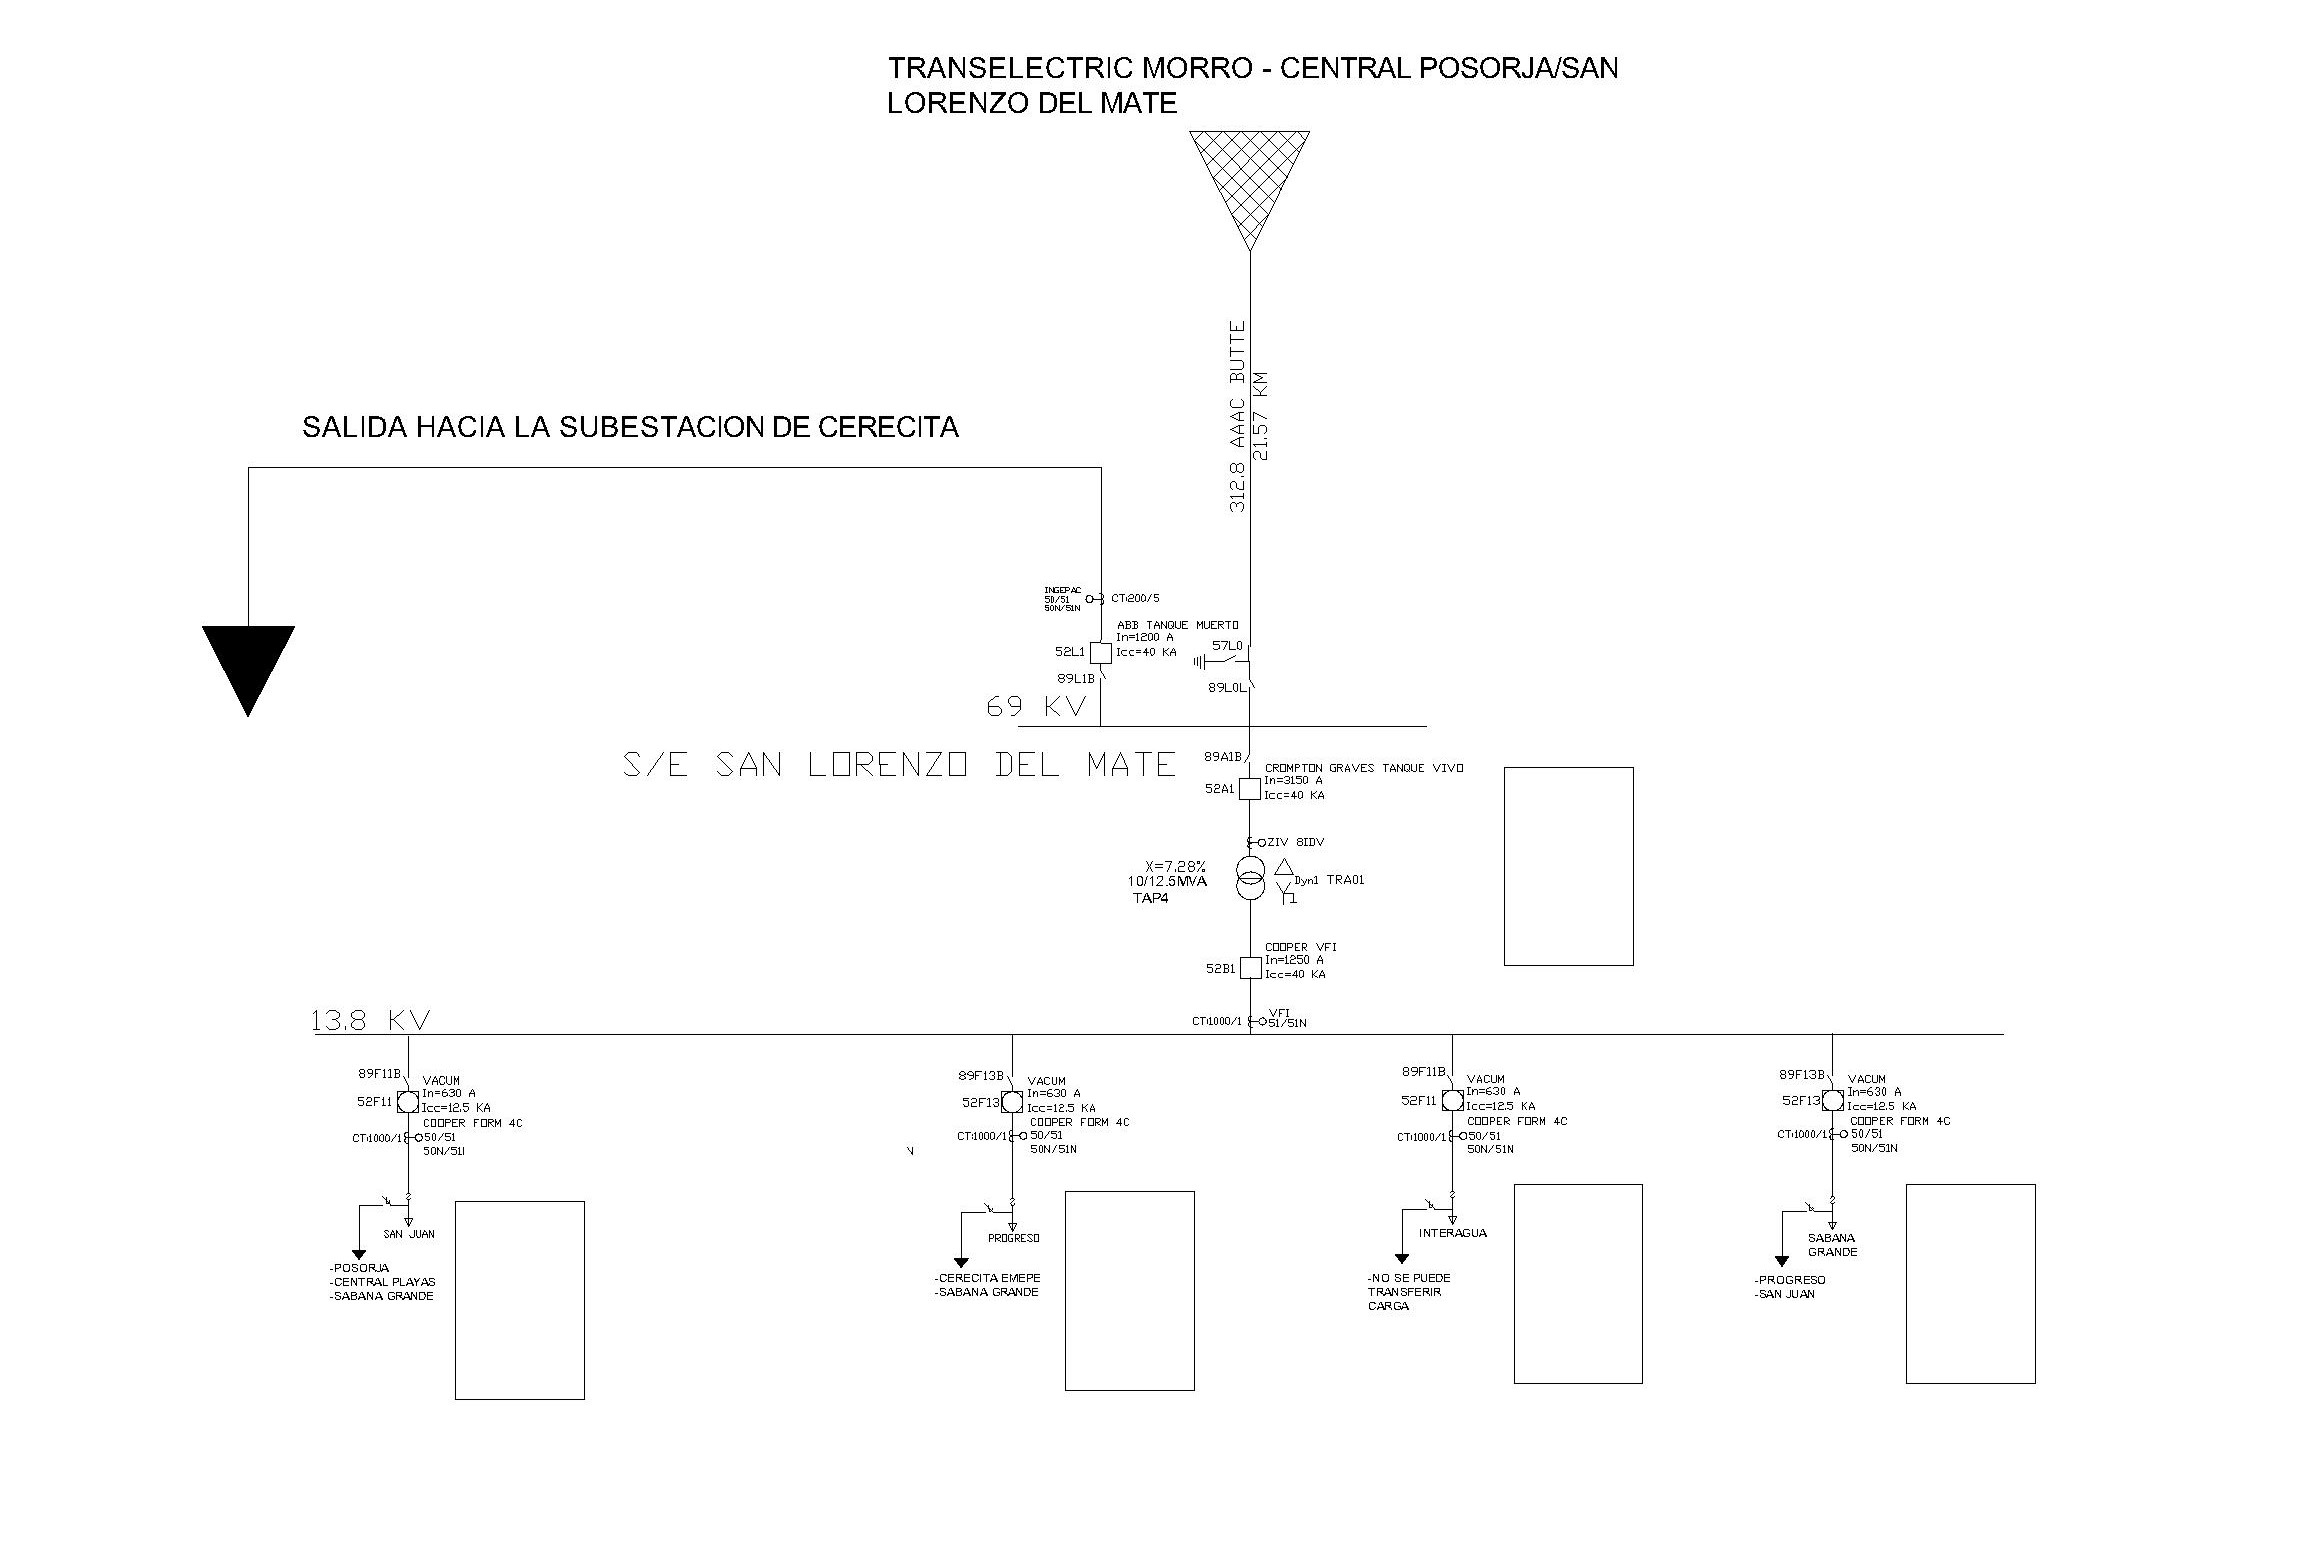 TRANSELECTRIC MORRO - CENTRAL POSORJA/SAN
LORENZO DEL MATE
312.8 AAAC BUTTE
21.57 KM
SALIDA HACIA LA SUBESTACION DE CERECITA
INGEPAC
50/51
50N/51N
CT:200/5
ABB TANQUE MUERTO
In=1200 A
Icc=40 KA
52L1
89L1B
57L0
89L0L
69 KV
S/E SAN LORENZO DEL MATE
89A1B
CROMPTON GRAVES TANQUE VIVO
In=3150 A
Icc=40 KA
52A1
ZIV 8IDV
X=7.28%
10/12.5MVA
TAP4
Dyn1 TRA01
COOPER VFI
In=1250 A
Icc=40 KA
52B1
CT:1000/1
VFI
51/51N
13.8 KV
89F11B
VACUM
In=630 A
52F11
Icc=12.5 KA
COOPER FORM 4C
CT:1000/1
50/51
50N/51I
SAN JUAN
-POSORJA
-CENTRAL PLAYAS
-SABANA GRANDE
N
89F13B
VACUM
In=630 A
52F13
Icc=12.5 KA
COOPER FORM 4C
CT:1000/1
50/51
50N/51N
PROGRESO
-CERECITA EMEPE
-SABANA GRANDE
89F11B
VACUM
In=630 A
52F11
Icc=12.5 KA
COOPER FORM 4C
CT:1000/1
50/51
50N/51N
INTERAGUA
-NO SE PUEDE
TRANSFERIR
CARGA
89F13B
VACUM
In=630 A
52F13
Icc=12.5 KA
COOPER FORM 4C
CT:1000/1
50/51
50N/51N
SABANA
GRANDE
-PROGRESO
-SAN JUAN